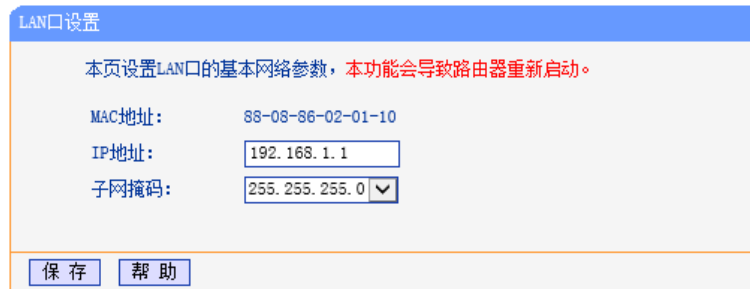 LAN口设置
本页设置LAN口的基本网络参数，本功能会导致路由器重新启动。
MAC地址： 88-08-86-02-01-10
IP地址： 192.168.1.1
子网掩码： 255.255.255.0
保存 帮助